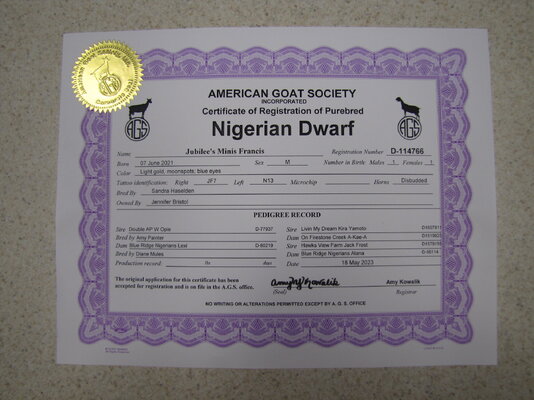 AMERICAN GOAT SOCIETY
INCORPORATED
Certificate of Registration of Purebred
Nigerian Dwarf
AGS AGS
Name Jubilee's Minis Francis Registration Number D-114766
Born 07 June 2021 Sex M Number in Birth Males 1 Females 1
Color Light gold, moonspots, blue eyes
Tattoo identification: Right JF7 Left N13 Microchip Horns Disbudded
Bred By Sandra Haselden
Owned By Jennifer Bristol
PEDIGREE RECORD
Sire Double AP W Opie D-77937 Sire Livin My Dream Kira Yamoto
Bred by Amy Painter Dam On Firestone Creek A-Kee-A
Dam Blue Ridge Nigerians Lexi D-80219 Sire Hawks View Farm Jack Frost
Bred by Diane Mules Dam Blue Ridge Nigerians Alana
Production record: lbs days Date 18 May 2023
The original application for this certificate has been
accepted for registration and is on file in the A.G.S. office.
Amy Kowalik
(Seal) Registrar
NO WRITING OR ALTERATIONS PERMITTED EXCEPT BY A. G. S. OFFICE